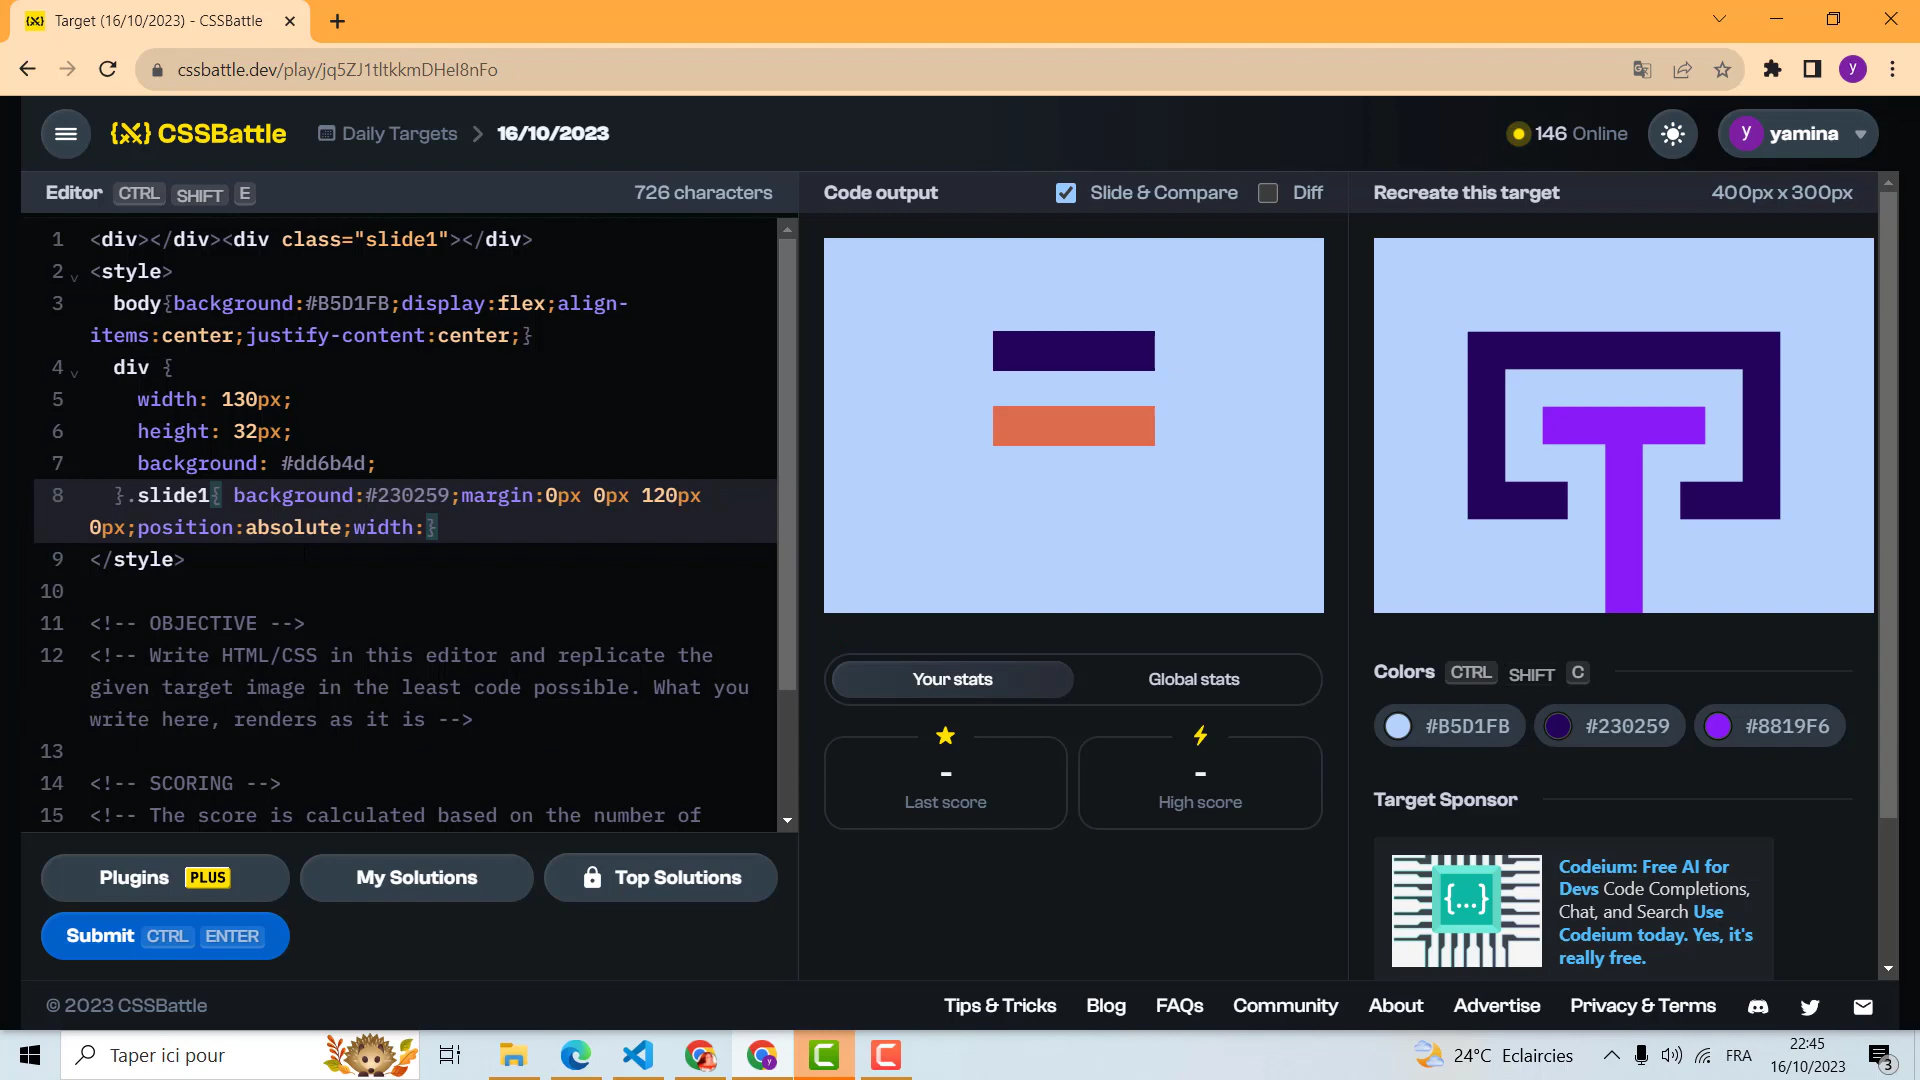 Target (16/10/2023) - CSSBattle
cssbattle.dev/play/jq5ZJ1tltkkmDHeI8nFo
y
{X} CSSBattle
Daily Targets
16/10/2023
146 Online
y yamina
Editor CTRL SHIFT E
726 characters
Code output
Slide & Compare
Diff
Recreate this target
400px x 300px
1 <div></div><div class="slide1"></div>
2 <style>
3 body{background:#B5D1FB;display:flex;align-
items:center;justify-content:center;}
4 div {
5 width: 130px;
6 height: 32px;
7 background: #dd6b4d;
8 }.slide1{ background:#230259;margin:0px 0px 120px
0px;position:absolute;width:}
9 </style>
10
11 <!-- OBJECTIVE -->
12 <!-- Write HTML/CSS in this editor and replicate the
given target image in the least code possible. What you
write here, renders as it is -->
13
14 <!-- SCORING -->
15 <!-- The score is calculated based on the number of
Your stats
Global stats
-
Last score
-
High score
Colors CTRL SHIFT C
#B5D1FB
#230259
#8819F6
Target Sponsor
{...}
Codeium: Free AI for
Devs Code Completions,
Chat, and Search Use
Codeium today. Yes, it's
really free.
Plugins PLUS
My Solutions
Top Solutions
Submit CTRL ENTER
© 2023 CSSBattle
Tips & Tricks
Blog
FAQs
Community
About
Advertise
Privacy & Terms
Taper ici pour
24°C Eclaircies
FRA
22:45
16/10/2023
3